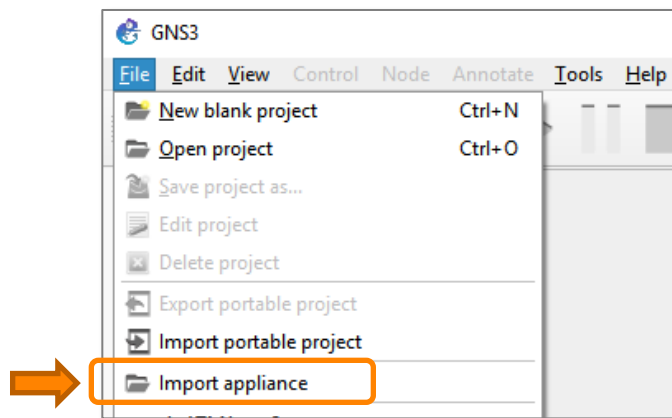 GNS3
File Edit View Control Node Annotate Tools Help
New blank project Ctrl+N
Open project Ctrl+O
Save project as...
Edit project
Delete project
Export portable project
Import portable project
Import appliance